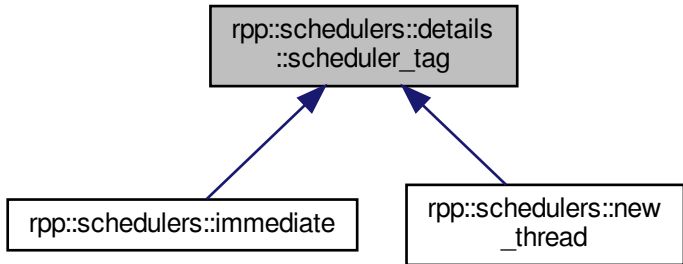 rpp::schedulers::details
::scheduler_tag
rpp::schedulers::immediate
rpp::schedulers::new
_thread